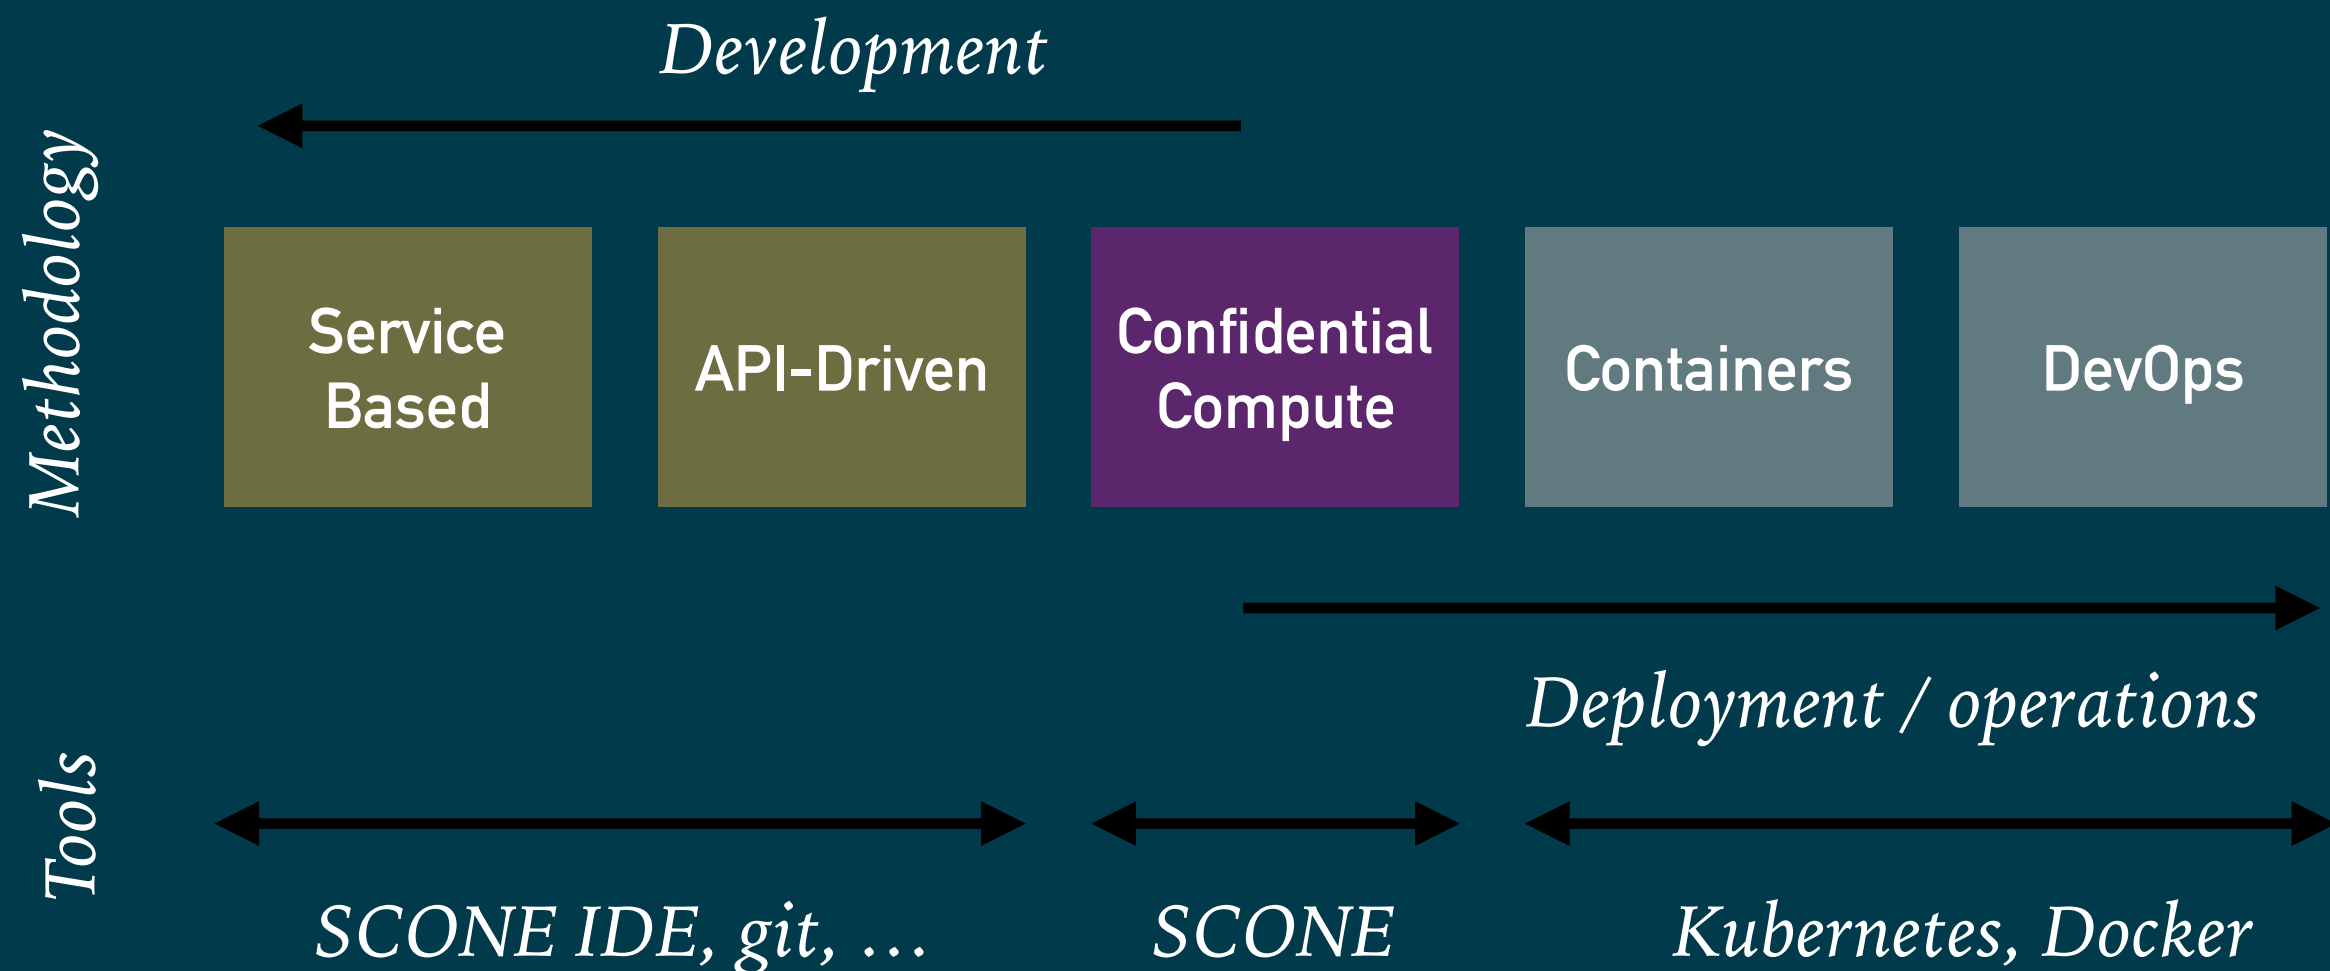 Development
Methodology
Service
Based
API-Driven
Confidential
Compute
Containers
DevOps
Deployment / operations
Tools
SCONE IDE, git, …
SCONE
Kubernetes, Docker